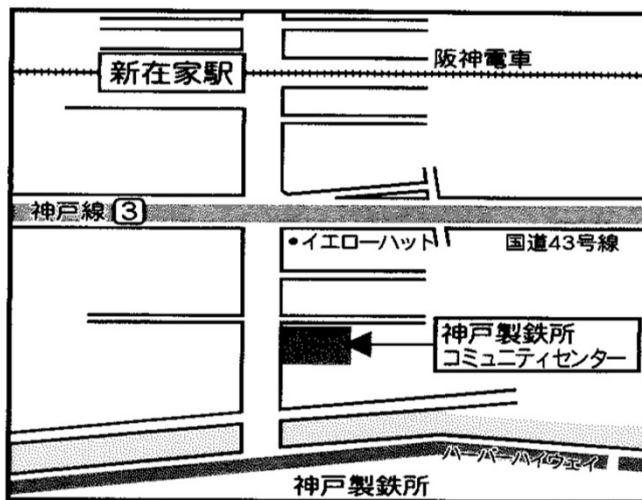 阪神電車
新在家駅
神戸線 3
•イエローハット
国道43号線
神戸製鉄所
コミュニティセンター
ハーバーハイウェイ
神戸製鉄所